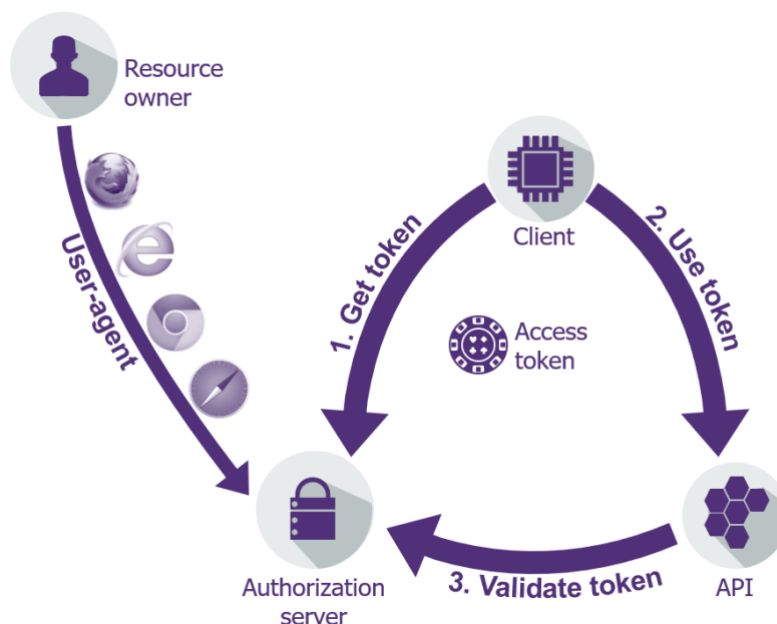 Resource
owner
User-agent
Client
1. Get token
2. Use token
Access
token
Authorization
server
3. Validate token
API